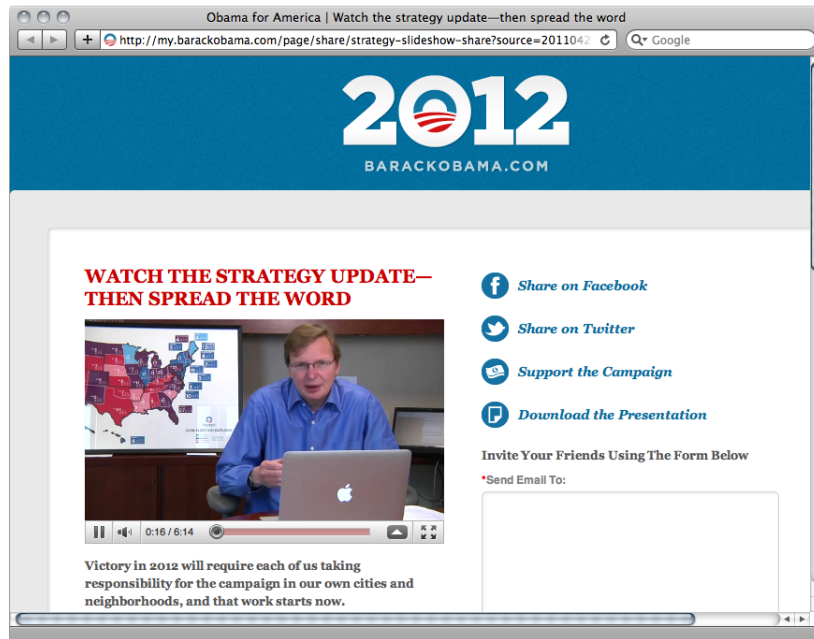 Obama for America | Watch the strategy update—then spread the word
http://my.barackobama.com/page/share/strategy-slideshow-share?source=2011042
Google
2012
BARACKOBAMA.COM
WATCH THE STRATEGY UPDATE—
THEN SPREAD THE WORD
0:16 / 6:14
Victory in 2012 will require each of us taking
responsibility for the campaign in our own cities and
neighborhoods, and that work starts now.
Share on Facebook
Share on Twitter
Support the Campaign
Download the Presentation
Invite Your Friends Using The Form Below
*Send Email To: